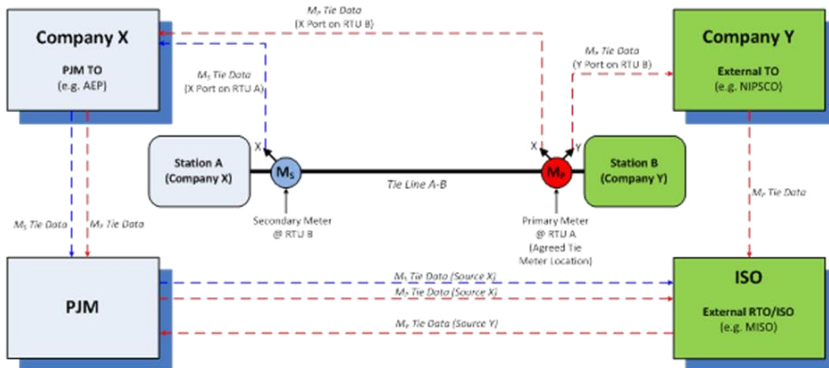 Company X
PJM TO
(e.g. AEP)
Mₚ Tie Data
(X Port on RTU B)
Mₛ Tie Data
(X Port on RTU A)
Mₚ Tie Data
(Y Port on RTU B)
Company Y
External TO
(e.g. NIPSCO)
Station A
(Company X)
X
Mₛ
Tie Line A-B
X
Y
Mₚ
Station B
(Company Y)
Secondary Meter
@ RTU B
Primary Meter
@ RTU A
(Agreed Tie
Meter Location)
Mₛ Tie Data
Mₚ Tie Data
Mₚ Tie Data
PJM
Mₛ Tie Data (Source X)
Mₚ Tie Data (Source X)
Mₚ Tie Data (Source Y)
ISO
External RTO/ISO
(e.g. MISO)